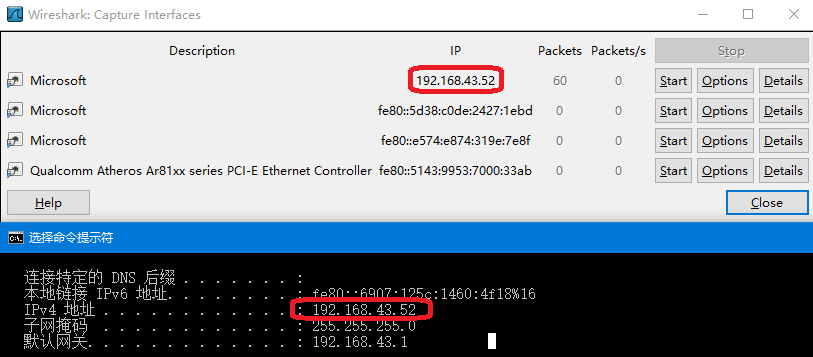 Wireshark: Capture Interfaces
Description IP Packets Packets/s Stop
Microsoft 192.168.43.52 60 0 Start Options Details
Microsoft fe80::5d38:c0de:2427:1ebd 0 0 Start Options Details
Microsoft fe80::e574:e874:319e:7e8f 0 0 Start Options Details
Qualcomm Atheros Ar81xx series PCI-E Ethernet Controller fe80::5143:9953:7000:33ab 0 0 Start Options Details
Help Close
C:\. 选择命令提示符
连接特定的 DNS 后缀 . . . . . . . :
本地链接 IPv6 地址. . . . . . . . : fe80::6907:125c:1460:4f18%16
IPv4 地址 . . . . . . . . . . . . : 192.168.43.52
子网掩码 . . . . . . . . . . . . : 255.255.255.0
默认网关. . . . . . . . . . . . . : 192.168.43.1